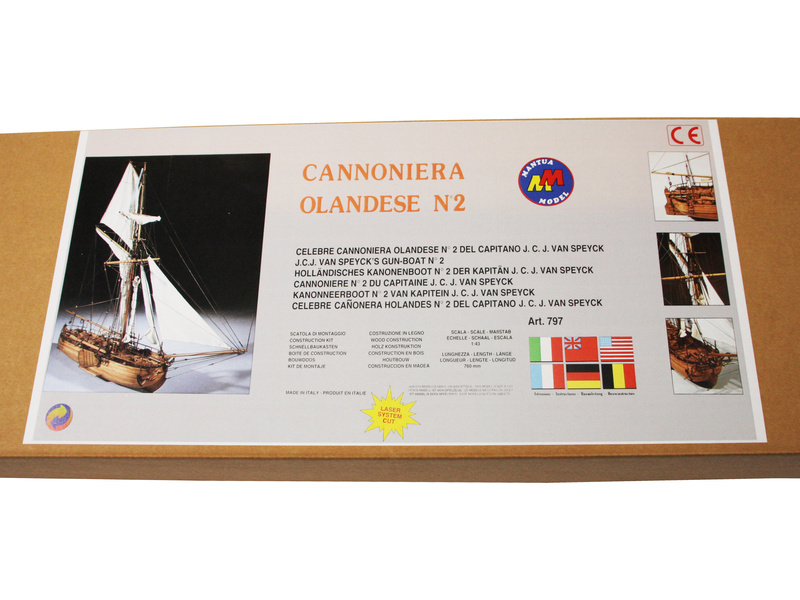 CE
CANNONIERA
OLANDESE N°2
MANTUA
MM
MODEL
CELEBRE CANNONIERA OLANDESE N° 2 DEL CAPITANO J. C. J. VAN SPEYCK
J.C.J. VAN SPEYCK'S GUN-BOAT N° 2
HOLLÄNDISCHES KANONENBOOT N° 2 DER KAPITÄN J. C. J. VAN SPEYCK
CANNONIERE N° 2 DU CAPITAINE J. C. J. VAN SPEYCK
KANONNEERBOOT N° 2 VAN KAPITEIN J. C. J. VAN SPEYCK
CELEBRE CAÑONERA HOLANDES N° 2 DEL CAPITANO J. C. J. VAN SPEYCK
Art. 797
SCATOLA DI MONTAGGIO
CONSTRUCTION KIT
SCHNELLBAUKASTEN
BOITE DE CONSTRUCTION
BOUWDOOS
KIT DE MONTAJE
COSTRUZIONE IN LEGNO
WOOD CONSTRUCTION
HOLZ KONSTRUKTION
CONSTRUCTION EN BOIS
HOUTBOUW
CONSTRUCCION EN MADEA
SCALA - SCALE - MAßSTAB
ECHELLE - SCHAAL - ESCALA
1:43
LUNGHEZZA - LENGTH - LÄNGE
LONGUEUR - LENGTE - LONGITUD
760 mm
MADE IN ITALY - PRODUIT EN ITALIE
LASER
SYSTEM
CUT